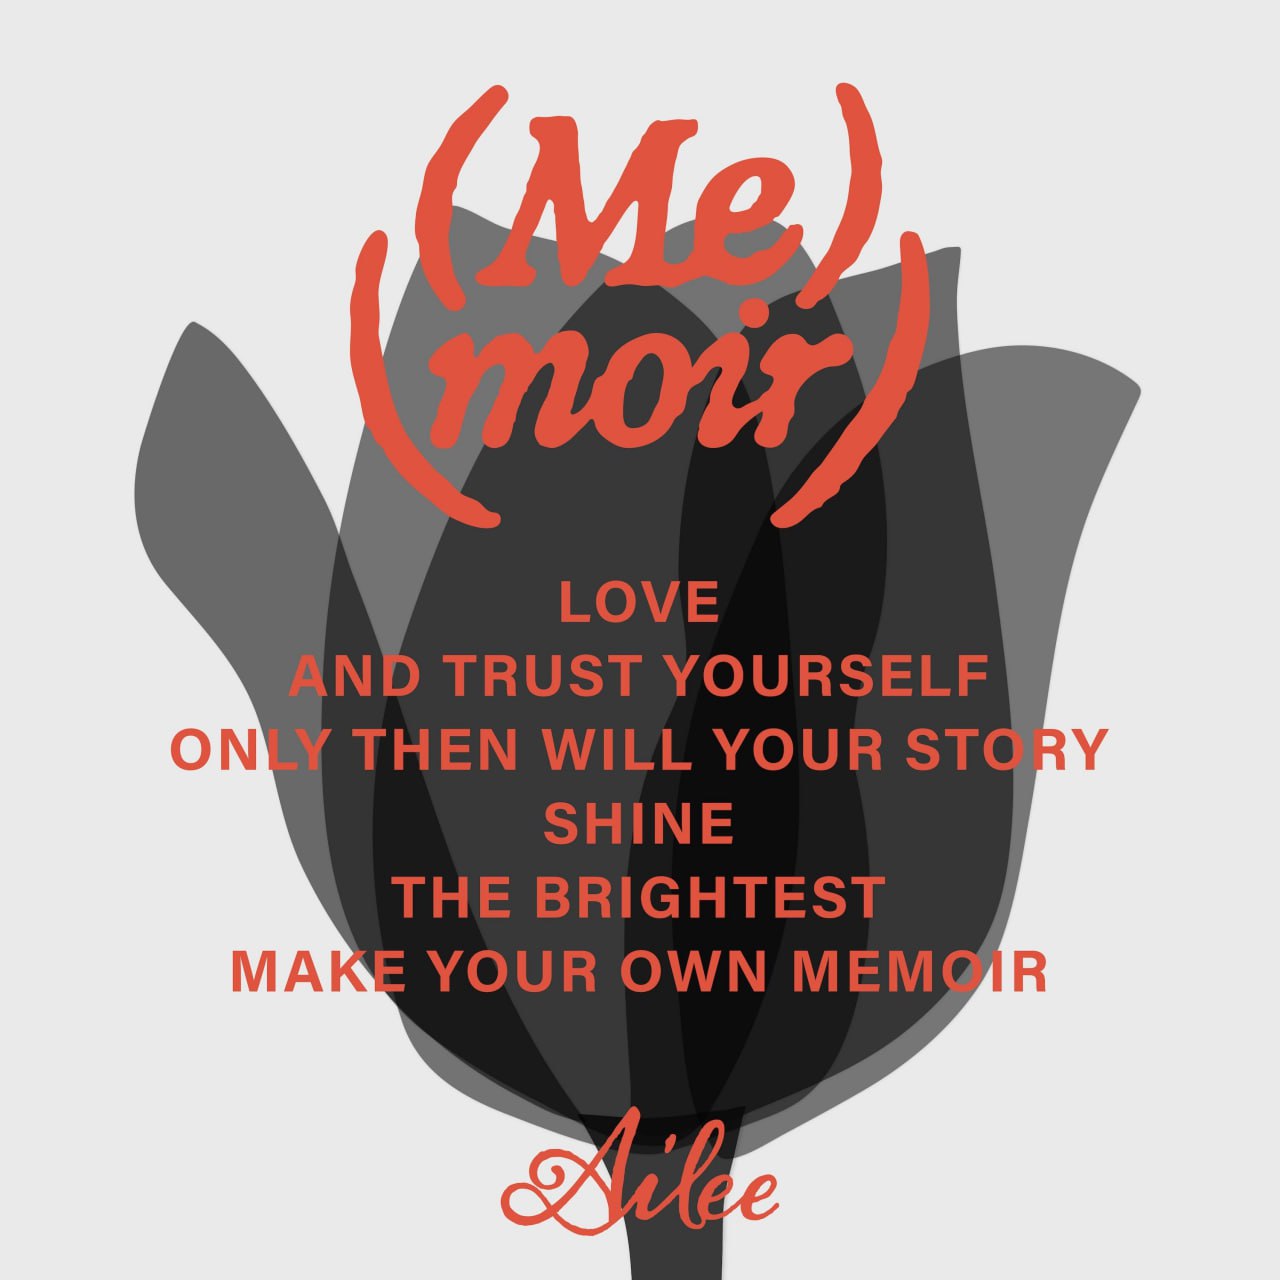 (Me)
(moir)
LOVE
AND TRUST YOURSELF
ONLY THEN WILL YOUR STORY
SHINE
THE BRIGHTEST
MAKE YOUR OWN MEMOIR
Ailee